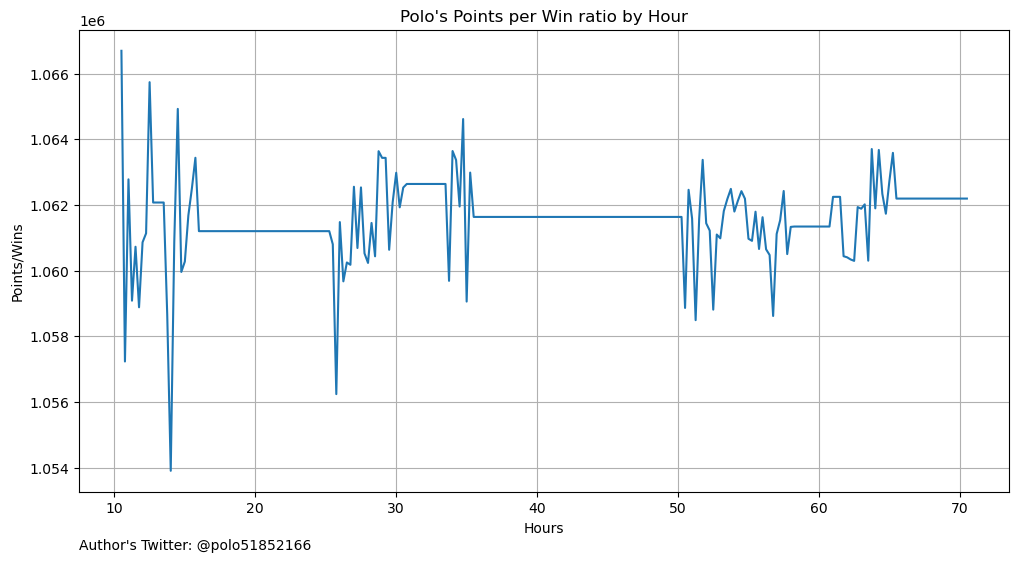 Polo's Points per Win ratio by Hour
1e6
1.066
1.064
1.062
1.060
1.058
1.056
1.054
Points/Wins
10 20 30 40 50 60 70
Hours
Author's Twitter: @polo51852166